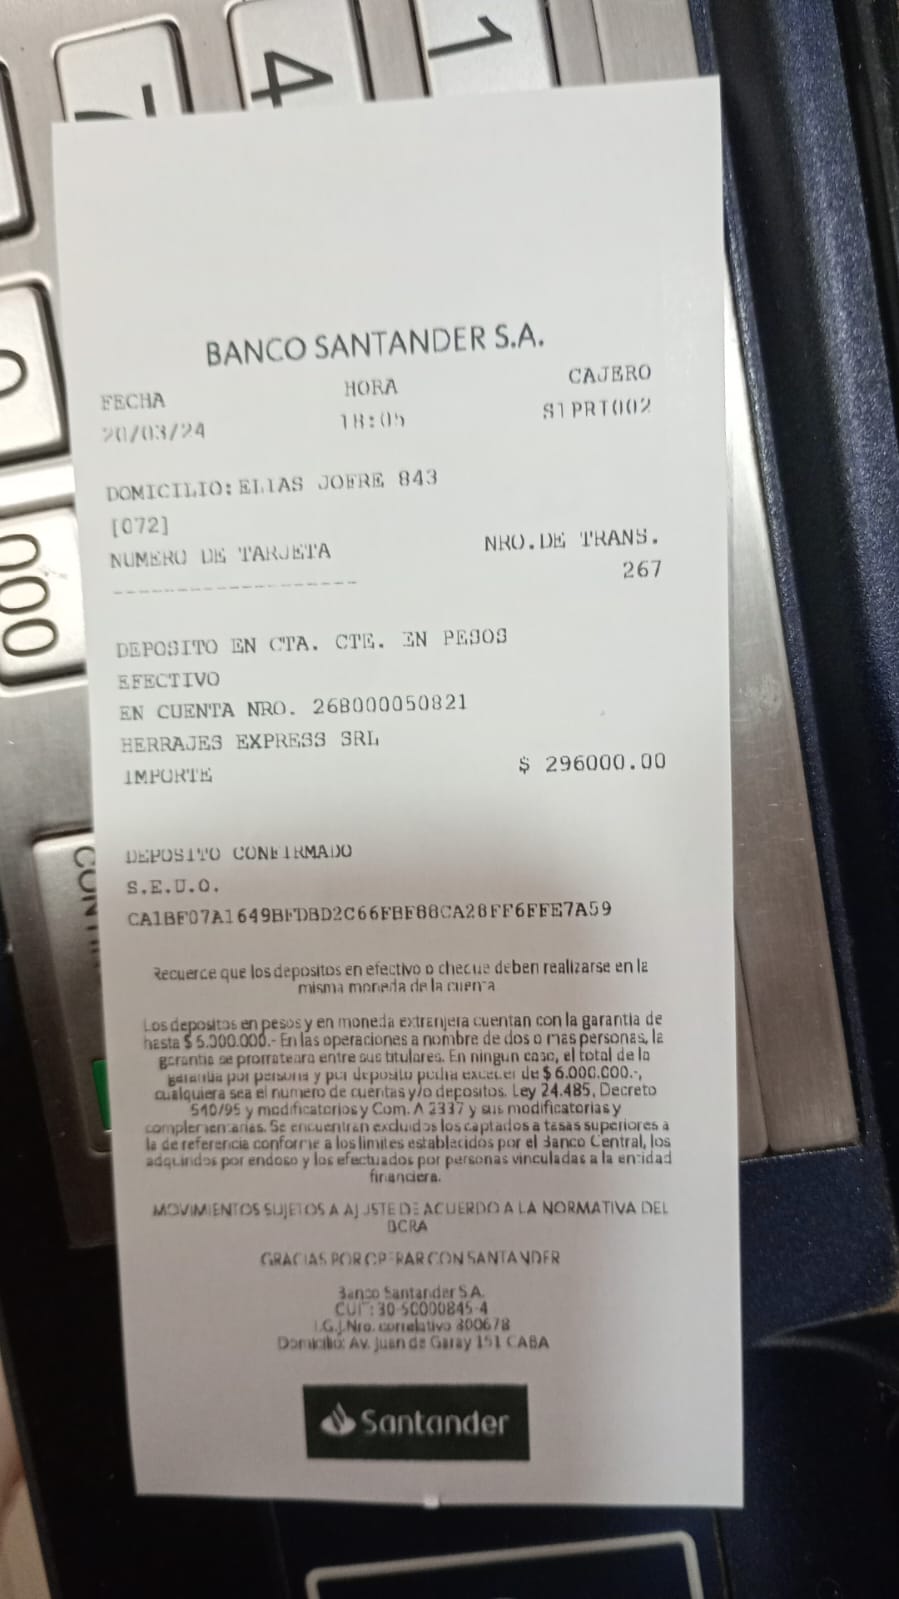 7 4 1
0
000
CONTI
BANCO SANTANDER S.A.
FECHA HORA CAJERO
20/03/24 18:05 S1PRT002
DOMICILIO: ELIAS JOFRE 843
[072]
NUMERO DE TARJETA NRO.DE TRANS.
------------------- 267
DEPOSITO EN CTA. CTE. EN PESOS
EFECTIVO
EN CUENTA NRO. 268000050821
HERRAJES EXPRESS SRL
IMPORTE $ 296000.00
DEPOSITO CONFIRMADO
S.E.U.O.
CA1BF07A1649BFDBD2C66FBF88CA28FF6FFE7A59
Recuerce que los depositos en efectivo o cheque deben realizarse en la
misma moneda de la cuenta
Los depositos en pesos y en moneda extranjera cuentan con la garantia de
hasta $ 5.000.000.- En las operaciones a nombre de dos o mas personas, la
garantia se prorrateara entre sus titulares. En ningun caso, el total de la
garantia por persona y por deposito podra exceder de $ 6.000.000.-,
cualquiera sea el numero de cuentas y/o depositos. Ley 24.485, Decreto
540/95 y modificatorios y Com. A 2337 y sus modificatorias y
complementarias. Se encuentran excluidos los captados a tasas superiores a
la de referencia conforme a los limites establecidos por el Banco Central, los
adquiridos por endoso y los efectuados por personas vinculadas a la entidad
financiera.
MOVIMIENTOS SUJETOS A AJUSTE DE ACUERDO A LA NORMATIVA DEL
BCRA
GRACIAS POR OPERAR CON SANTANDER
Banco Santander S.A.
CUIT: 30-50000845-4
I.G.J.Nro. correlativo 800678
Domicilio: Av. Juan de Garay 151 CABA
Santander